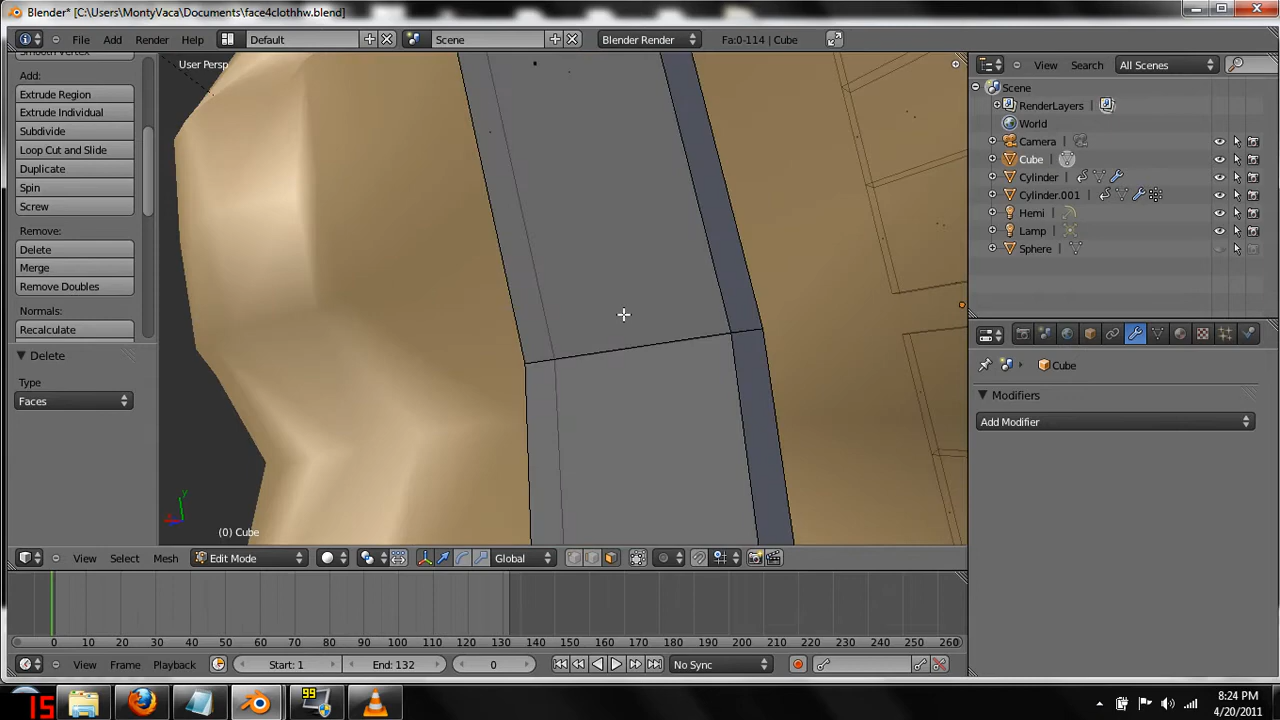 Blender* [C:\Users\MontyVaca\Documents\face4clothhw.blend]
File Add Render Help Default Scene Blender Render Fa:0-114 | Cube
View Search All Scenes
User Persp
Add:
Extrude Region
Extrude Individual
Subdivide
Loop Cut and Slide
Duplicate
Spin
Screw
Remove:
Delete
Merge
Remove Doubles
Normals:
Recalculate
Delete
Type
Faces
(0) Cube
Scene
RenderLayers
World
Camera
Cube
Cylinder
Cylinder.001
Hemi
Lamp
Sphere
Cube
Modifiers
Add Modifier
View Select Mesh Edit Mode Global
0 10 20 30 40 50 60 70 80 90 100 110 120 130 140 150 160 170 180 190 200 210 220 230 240 250 260
View Frame Playback Start: 1 End: 132 0 No Sync
15
99
8:24 PM
4/20/2011